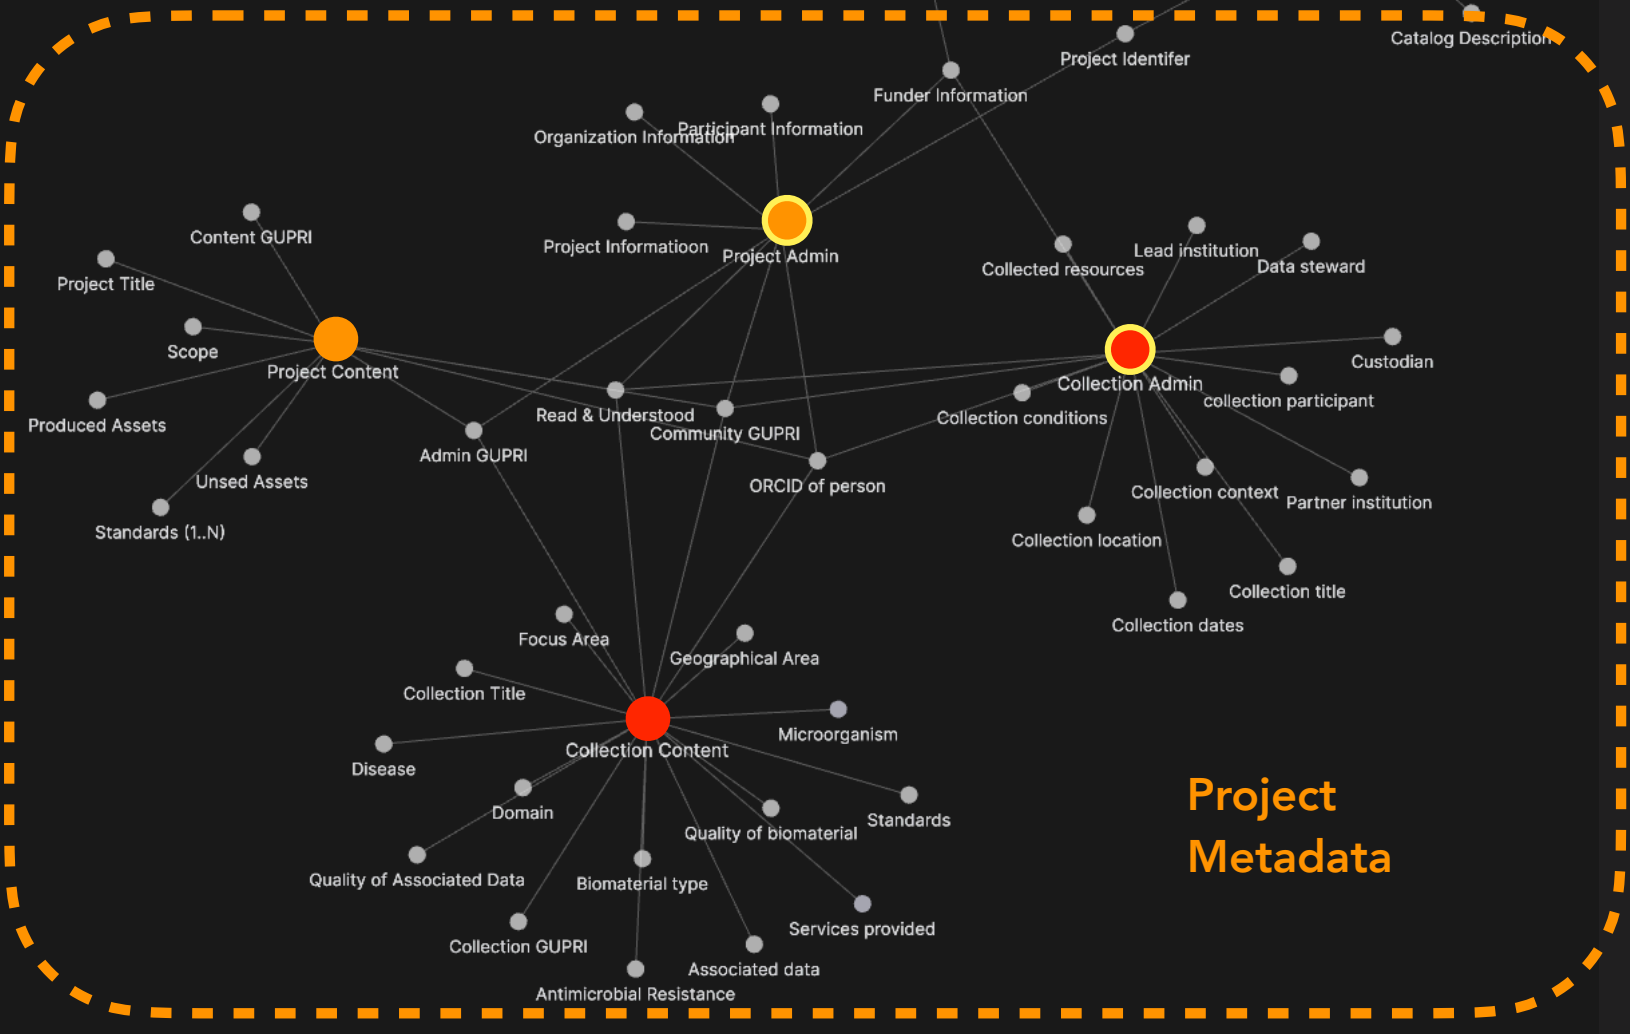 Catalog Description
Project Identifer
Funder Information
Participant Information
Organization Information
Content GUPRI
Project Informatioon
Project Admin
Lead institution
Data steward
Collected resources
Project Title
Scope
Project Content
Custodian
Collection Admin
collection participant
Produced Assets
Read & Understood
Collection conditions
Community GUPRI
Admin GUPRI
Unsed Assets
ORCID of person
Collection context
Partner institution
Standards (1..N)
Collection location
Collection title
Collection dates
Focus Area
Geographical Area
Collection Title
Microorganism
Collection Content
Disease
Project
Metadata
Domain
Standards
Quality of biomaterial
Quality of Associated Data
Biomaterial type
Services provided
Collection GUPRI
Associated data
Antimicrobial Resistance